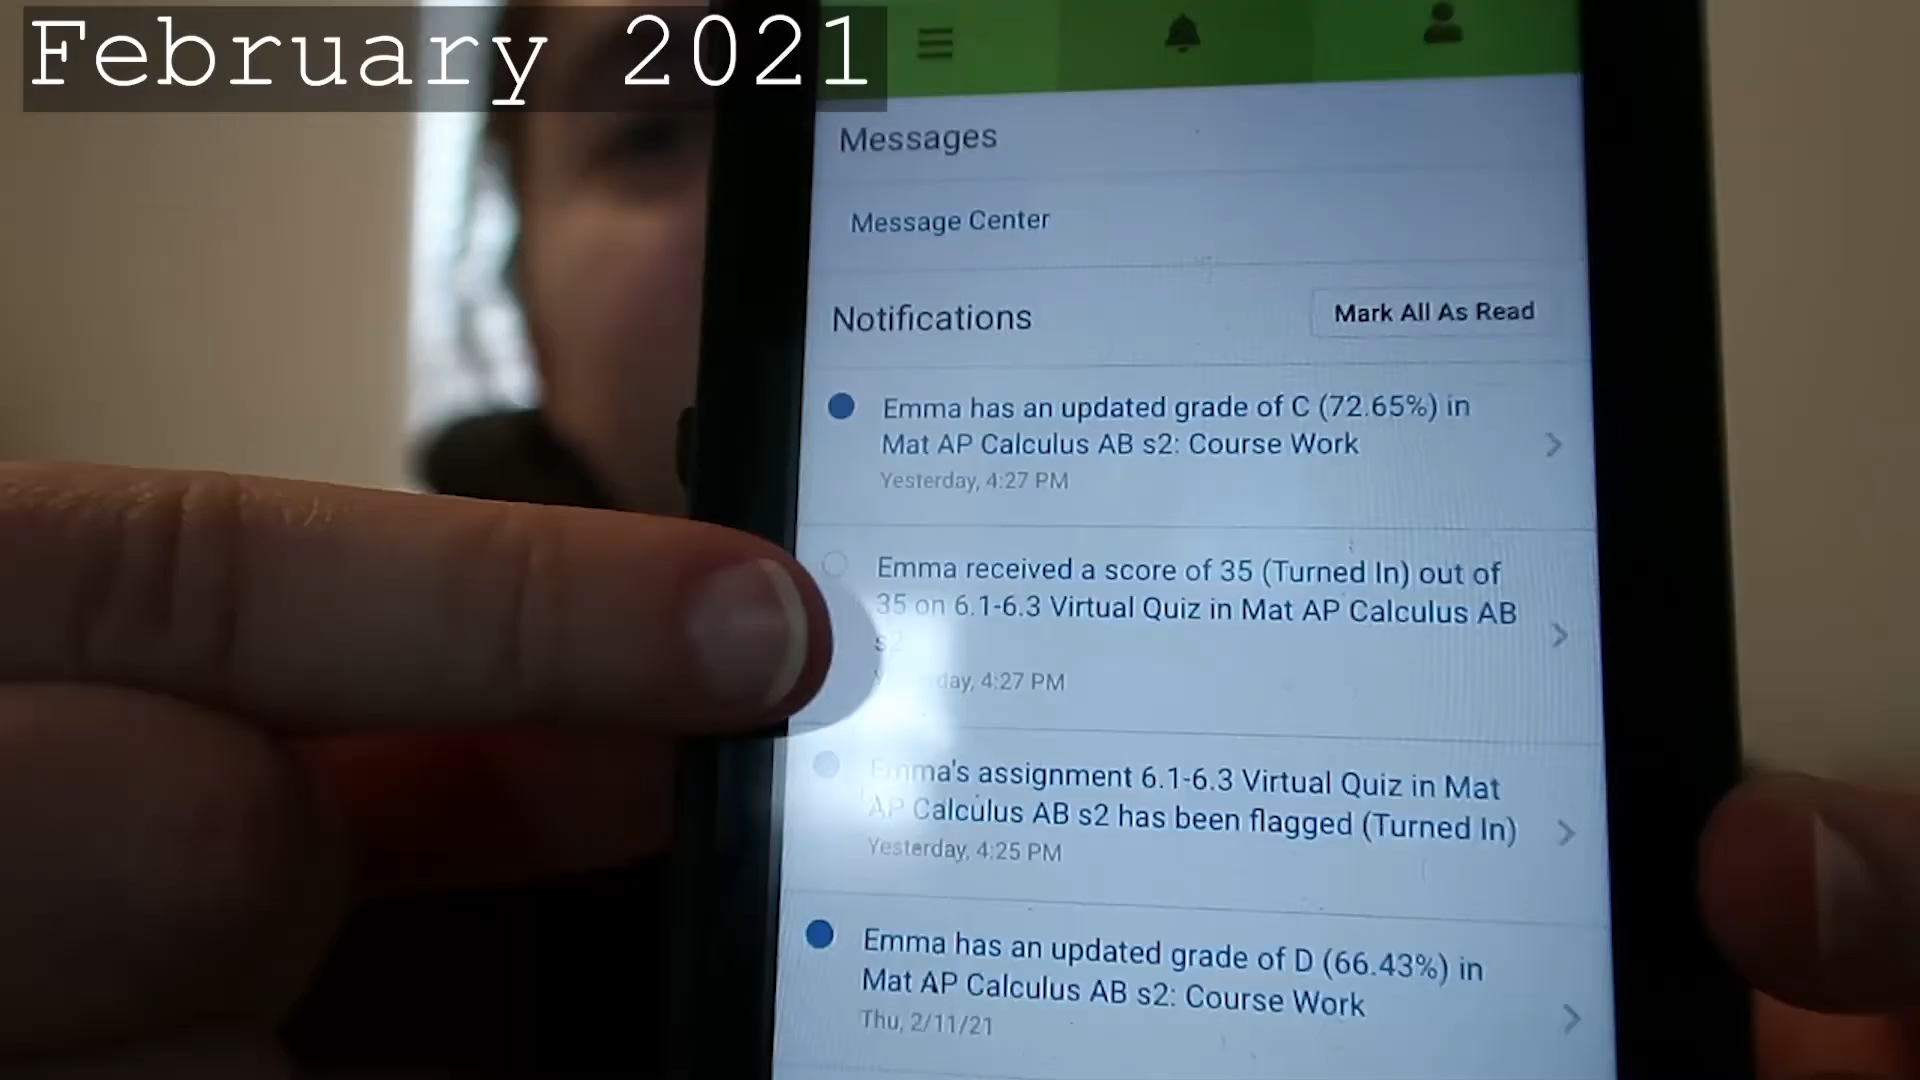 February 2021
Messages
Message Center
Notifications
Mark All As Read
Emma has an updated grade of C (72.65%) in
Mat AP Calculus AB s2: Course Work
Yesterday, 4:27 PM
Emma received a score of 35 (Turned In) out of
35 on 6.1-6.3 Virtual Quiz in Mat AP Calculus AB
s2
Yesterday, 4:27 PM
Emma's assignment 6.1-6.3 Virtual Quiz in Mat
AP Calculus AB s2 has been flagged (Turned In)
Yesterday, 4:25 PM
Emma has an updated grade of D (66.43%) in
Mat AP Calculus AB s2: Course Work
Thu, 2/11/21